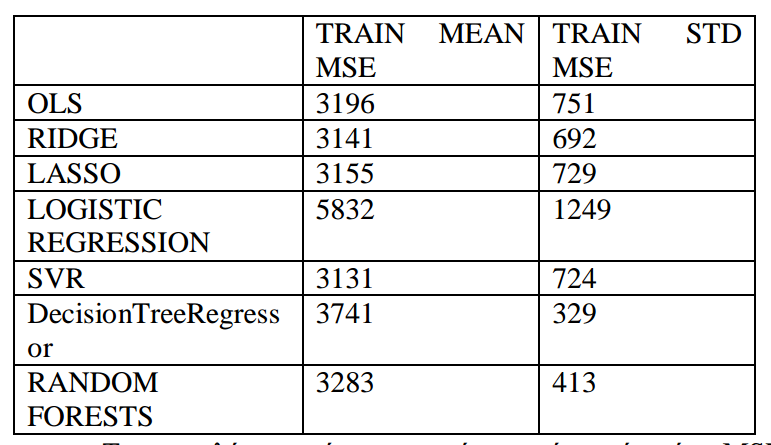 TRAIN MEAN MSE TRAIN STD MSE
OLS 3196 751
RIDGE 3141 692
LASSO 3155 729
LOGISTIC REGRESSION 5832 1249
SVR 3131 724
DecisionTreeRegressor 3741 329
RANDOM FORESTS 3283 413